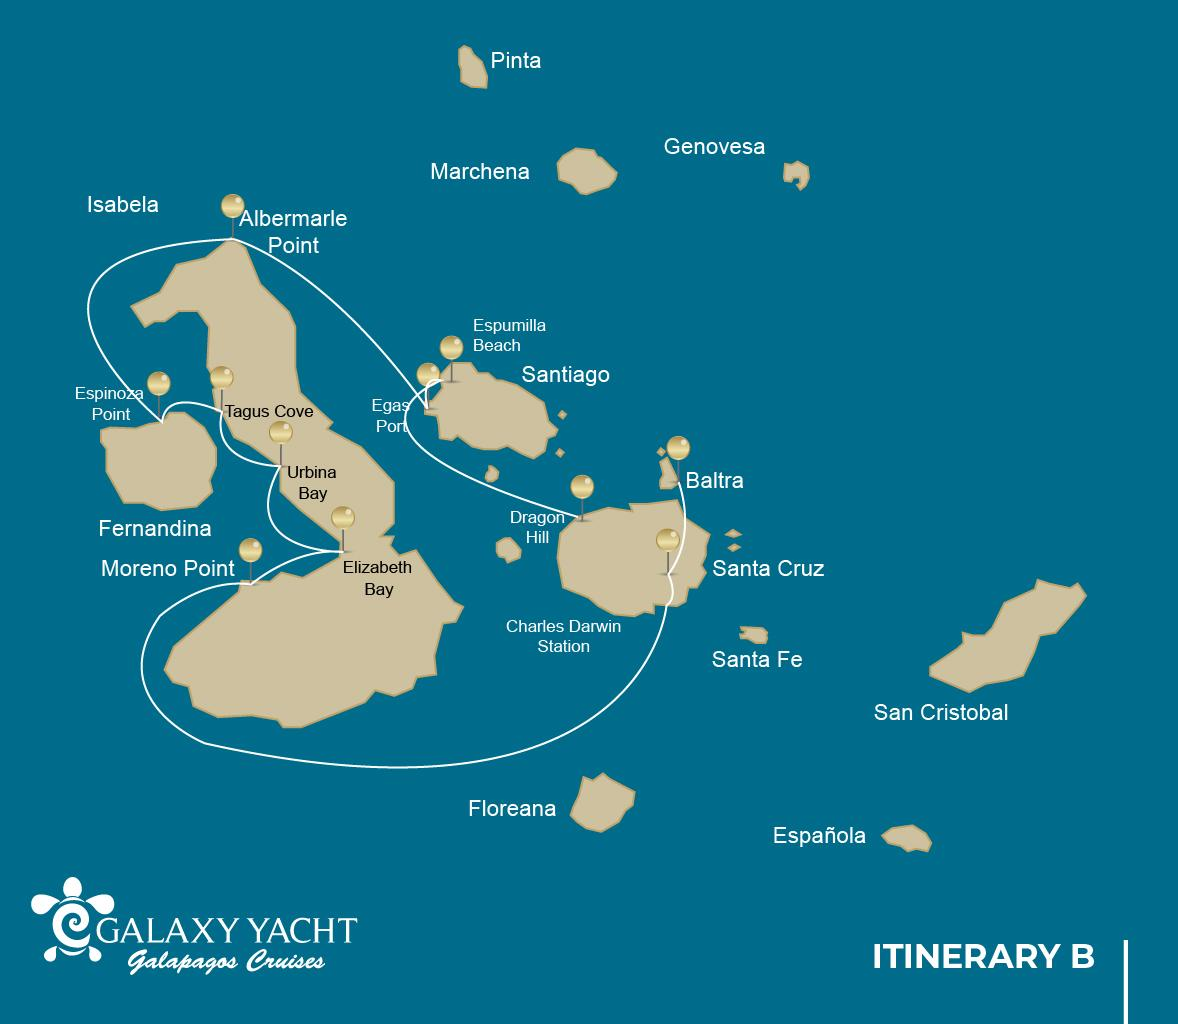 Pinta
Genovesa
Marchena
Isabela
Albermarle
Point
Espumilla
Beach
Santiago
Espinoza
Point
Egas
Port
Tagus Cove
Urbina
Bay
Baltra
Dragon
Hill
Fernandina
Moreno Point
Elizabeth
Bay
Santa Cruz
Charles Darwin
Station
Santa Fe
San Cristobal
Floreana
Española
GALAXY YACHT
Galapagos Cruises
ITINERARY B